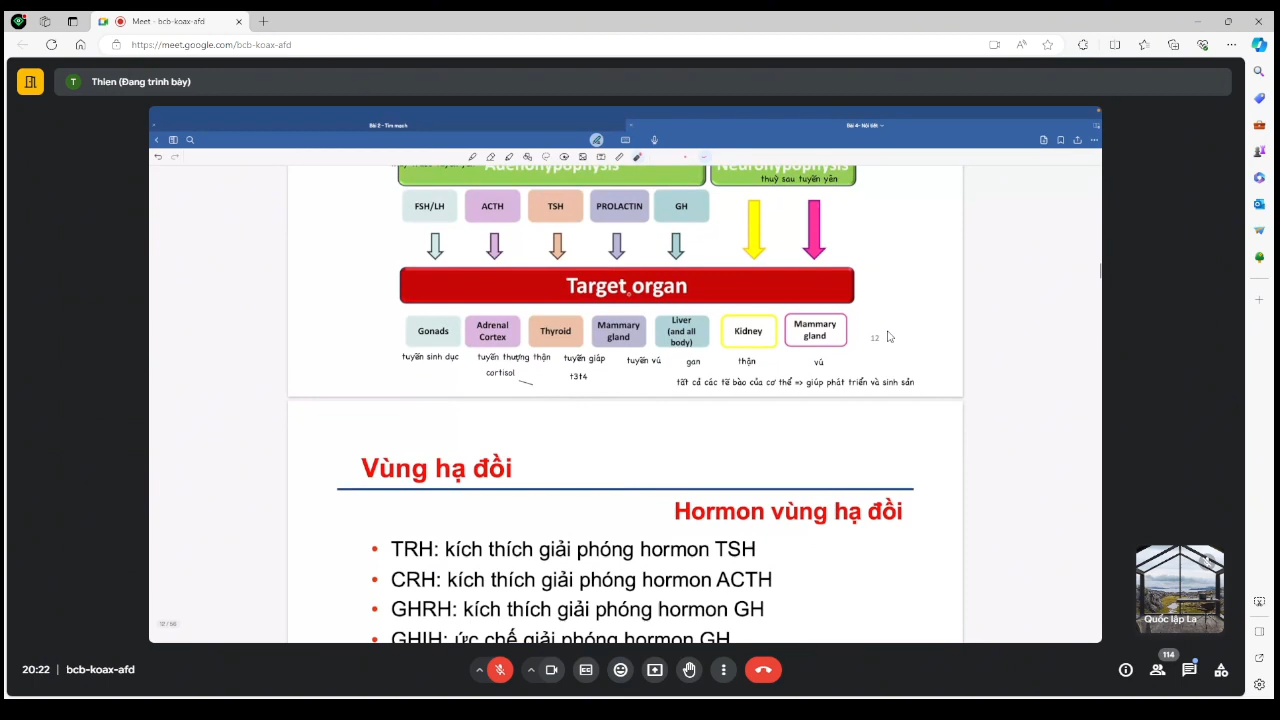 Meet - bcb-koax-afd
https://meet.google.com/bcb-koax-afd
T
Thien (Đang trình bày)
Bài 2 - Tim mạch
Bài 4- Nội tiết
Adenohypophysis
Neurohypophysis
thuỳ sau tuyến yên
FSH/LH
ACTH
TSH
PROLACTIN
GH
Target organ
Gonads
Adrenal
Cortex
Thyroid
Mammary
gland
Liver
(and all
body)
Kidney
Mammary
gland
12
tuyến sinh dục
tuyến thượng thận
tuyến giáp
tuyến vú
gan
thận
vú
cortisol
t3t4
tất cả các tế bào của cơ thể => giúp phát triển và sinh sản
Vùng hạ đồi
Hormon vùng hạ đồi
• TRH: kích thích giải phóng hormon TSH
• CRH: kích thích giải phóng hormon ACTH
• GHRH: kích thích giải phóng hormon GH
• GHIH: ức chế giải phóng hormon GH
12 / 56
Quốc lập La
20:22
bcb-koax-afd
114